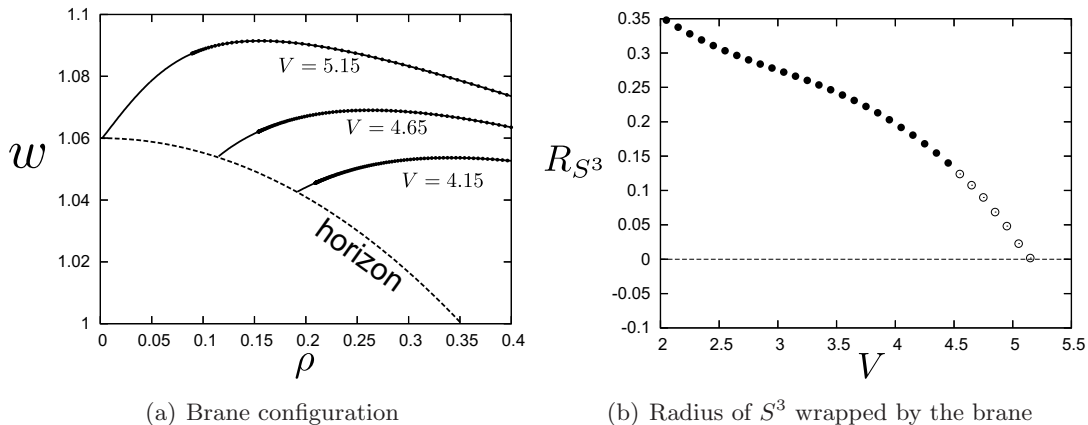 1.1
1.08
1.06
1.04
1.02
1
w
V = 5.15
V = 4.65
V = 4.15
horizon
0 0.05 0.1 0.15 0.2 0.25 0.3 0.35 0.4
ρ
(a) Brane configuration
0.35
0.3
0.25
0.2
0.15
0.1
0.05
0
-0.05
-0.1
R_{S^3}
2 2.5 3 3.5 4 4.5 5 5.5
V
(b) Radius of S^3 wrapped by the brane